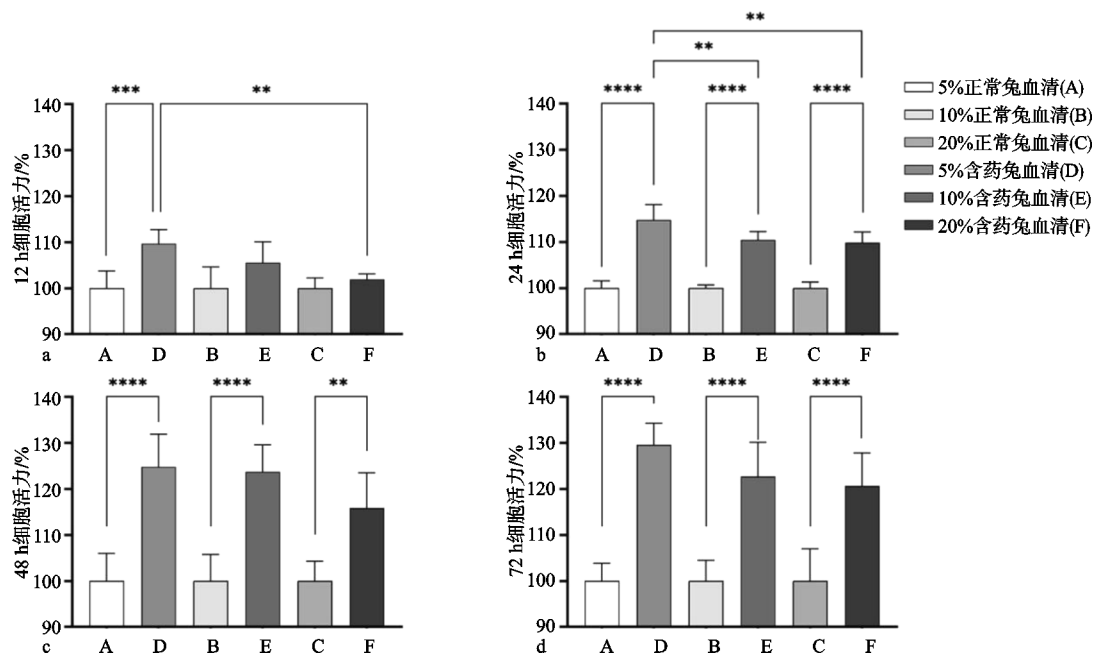 ***
**
140
130
120
110
100
90
12 h细胞活力/%
A
D
B
E
C
F
a
**
**
****
****
****
140
130
120
110
100
90
24 h细胞活力/%
A
D
B
E
C
F
b
5%正常兔血清(A)
10%正常兔血清(B)
20%正常兔血清(C)
5%含药兔血清(D)
10%含药兔血清(E)
20%含药兔血清(F)
****
****
**
140
130
120
110
100
90
48 h细胞活力/%
A
D
B
E
C
F
c
****
****
****
140
130
120
110
100
90
72 h细胞活力/%
A
D
B
E
C
F
d